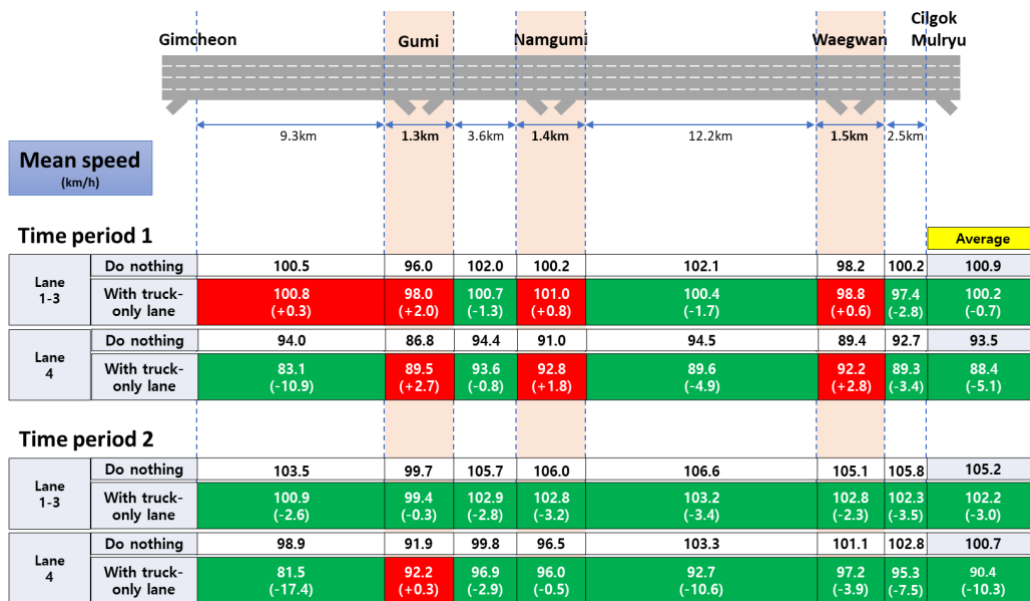 Gimcheon Gumi Namgumi Waegwan Cilgok
Mulryu
9.3km 1.3km 3.6km 1.4km 12.2km 1.5km 2.5km
Mean speed
(km/h)
Time period 1
Average
Lane
1-3
Do nothing 100.5 96.0 102.0 100.2 102.1 98.2 100.2 100.9
With truck- 100.8 98.0 100.7 101.0 100.4 98.8 97.4 100.2
only lane (+0.3) (+2.0) (-1.3) (+0.8) (-1.7) (+0.6) (-2.8) (-0.7)
Lane
4
Do nothing 94.0 86.8 94.4 91.0 94.5 89.4 92.7 93.5
With truck- 83.1 89.5 93.6 92.8 89.6 92.2 89.3 88.4
only lane (-10.9) (+2.7) (-0.8) (+1.8) (-4.9) (+2.8) (-3.4) (-5.1)
Time period 2
Lane
1-3
Do nothing 103.5 99.7 105.7 106.0 106.6 105.1 105.8 105.2
With truck- 100.9 99.4 102.9 102.8 103.2 102.8 102.3 102.2
only lane (-2.6) (-0.3) (-2.8) (-3.2) (-3.4) (-2.3) (-3.5) (-3.0)
Lane
4
Do nothing 98.9 91.9 99.8 96.5 103.3 101.1 102.8 100.7
With truck- 81.5 92.2 96.9 96.0 92.7 97.2 95.3 90.4
only lane (-17.4) (+0.3) (-2.9) (-0.5) (-10.6) (-3.9) (-7.5) (-10.3)